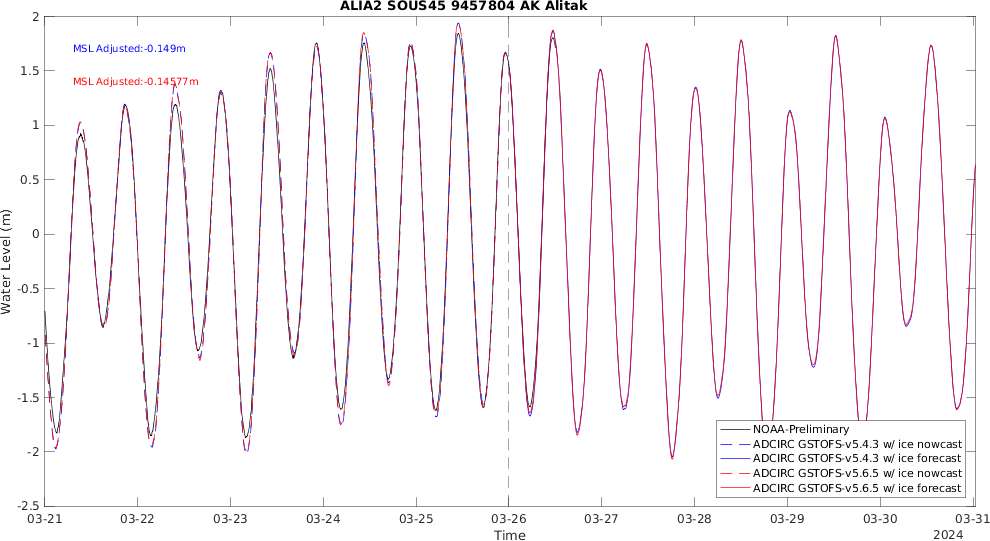 ALIA2 SOUS45 9457804 AK Alitak
MSL Adjusted:-0.149m
MSL Adjusted:-0.14577m
Water Level (m)
2
1.5
1
0.5
0
-0.5
-1
-1.5
-2
-2.5
NOAA-Preliminary
ADCIRC GSTOFS-v5.4.3 w/ ice nowcast
ADCIRC GSTOFS-v5.4.3 w/ ice forecast
ADCIRC GSTOFS-v5.6.5 w/ ice nowcast
ADCIRC GSTOFS-v5.6.5 w/ ice forecast
03-21 03-22 03-23 03-24 03-25 03-26 03-27 03-28 03-29 03-30 03-31
Time
2024